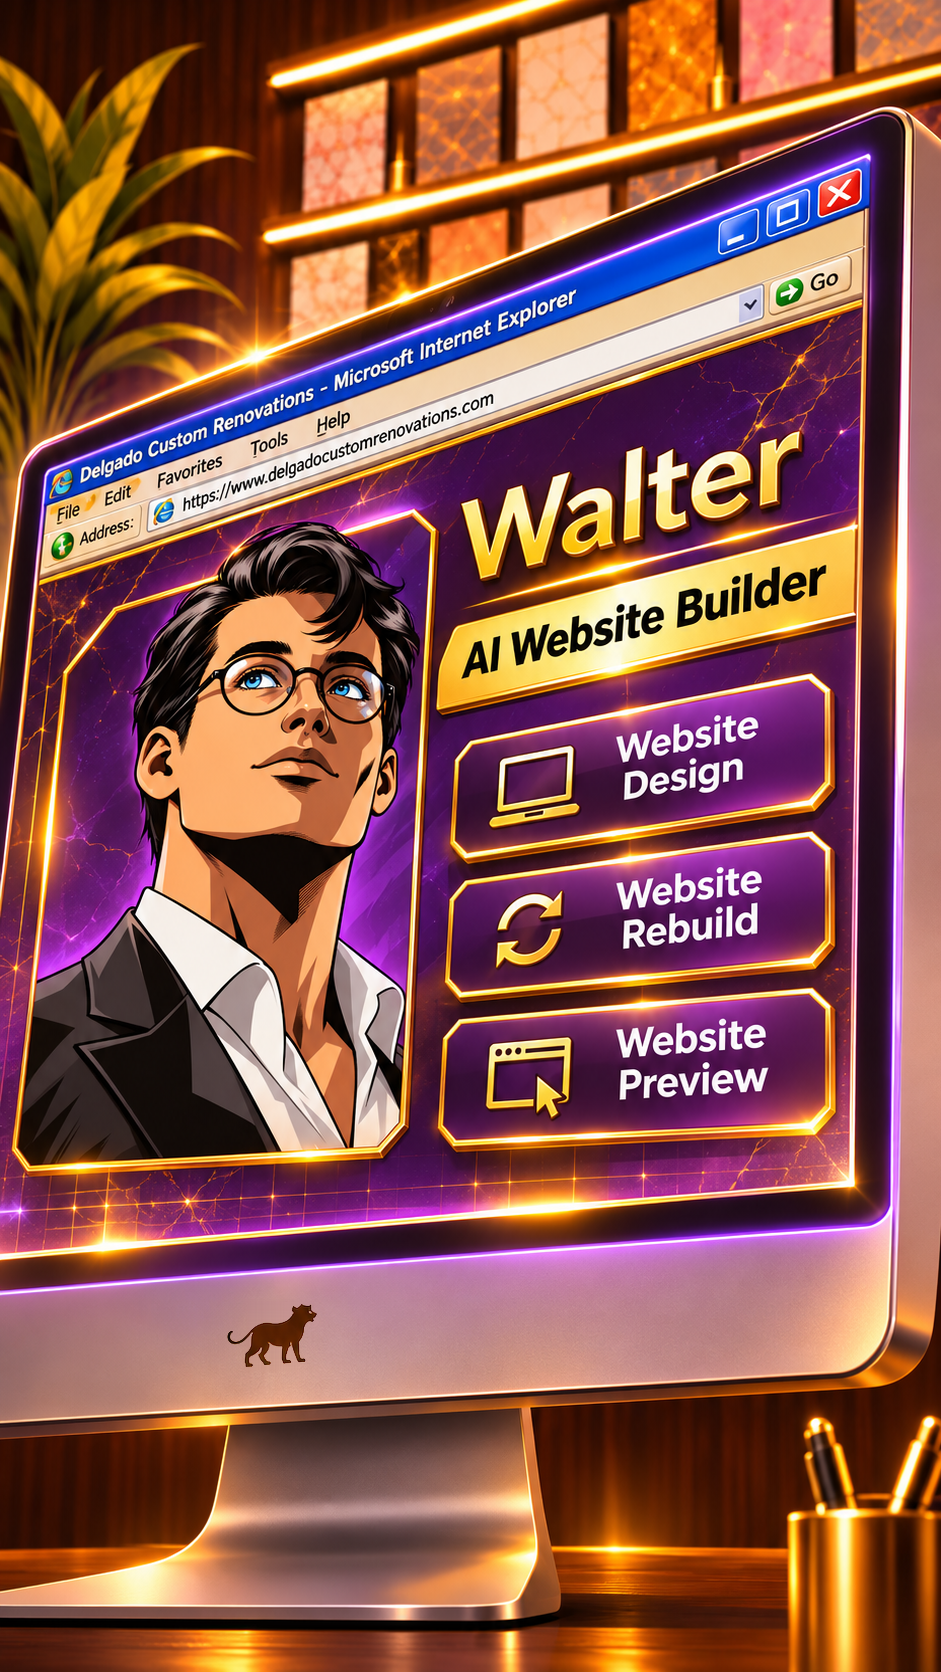 Delgado Custom Renovations - Microsoft Internet Explorer
File Edit Favorites Tools Help
Address: https://www.delgadocustomrenovations.com Go
Walter
AI Website Builder
Website
Design
Website
Rebuild
Website
Preview